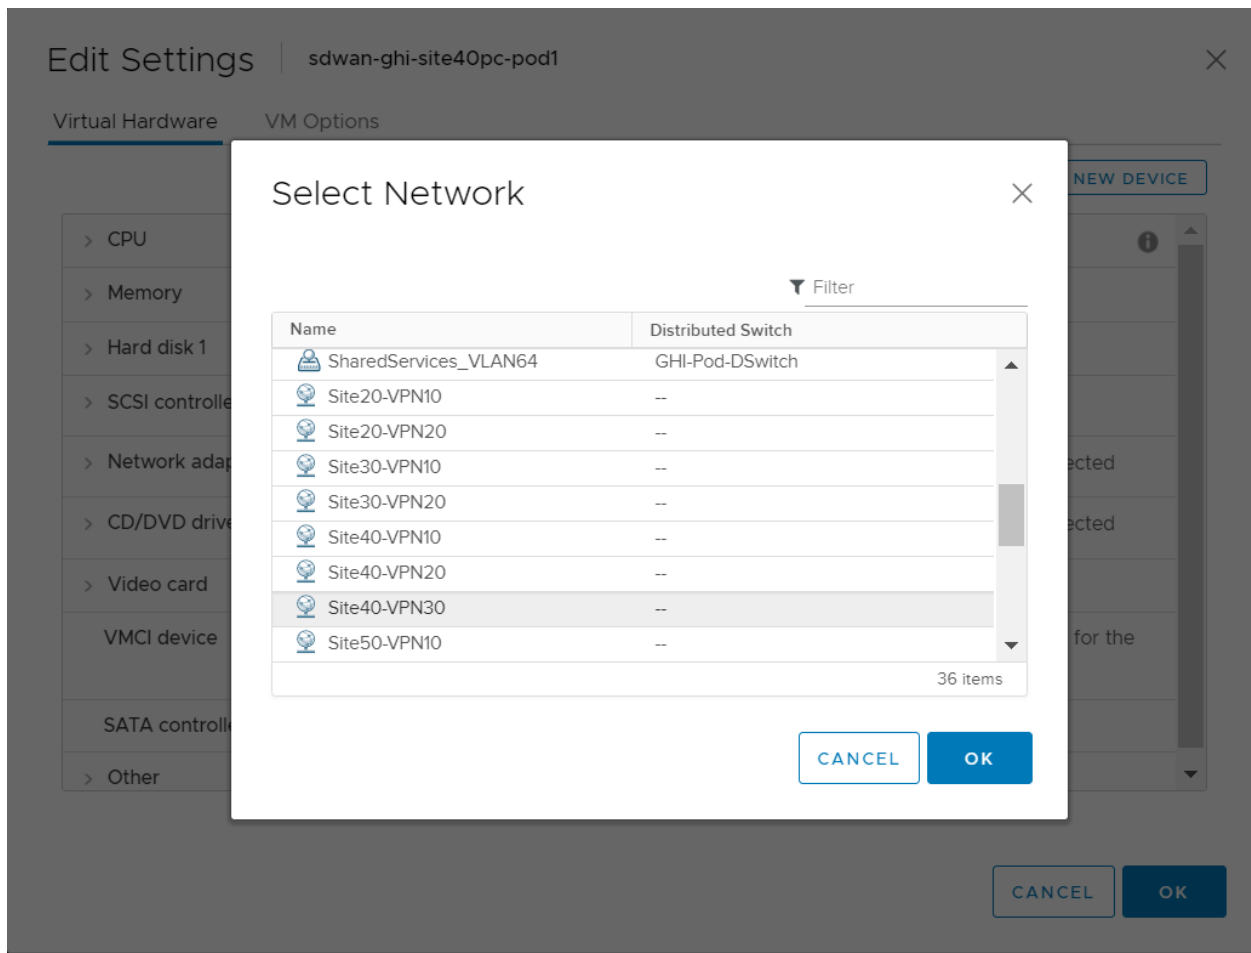 Edit Settings sdwan-ghi-site40pc-pod1
Virtual Hardware VM Options
NEW DEVICE
Select Network
CPU
Filter
Memory
Name Distributed Switch
Hard disk 1
SharedServices_VLAN64 GHI-Pod-DSwitch
Site20-VPN10 --
SCSI controlle
Site20-VPN20 --
Network adap
Site30-VPN10 --
ected
Site30-VPN20 --
CD/DVD drive
ected
Site40-VPN10 --
Site40-VPN20 --
Video card
Site40-VPN30 --
VMCI device
Site50-VPN10 --
for the
36 items
SATA controlle
CANCEL OK
Other
CANCEL OK